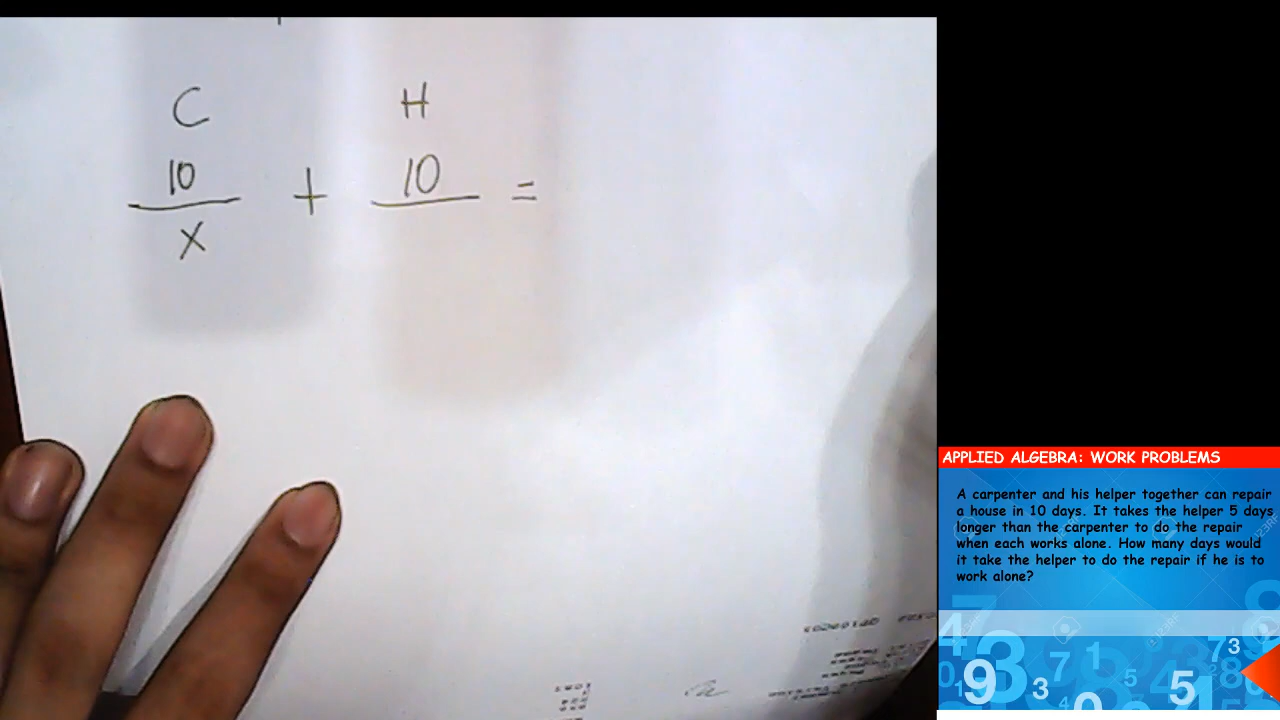 C H
10 + 10 =
X
APPLIED ALGEBRA: WORK PROBLEMS
A carpenter and his helper together can repair
a house in 10 days. It takes the helper 5 days
longer than the carpenter to do the repair
when each works alone. How many days would
it take the helper to do the repair if he is to
work alone?